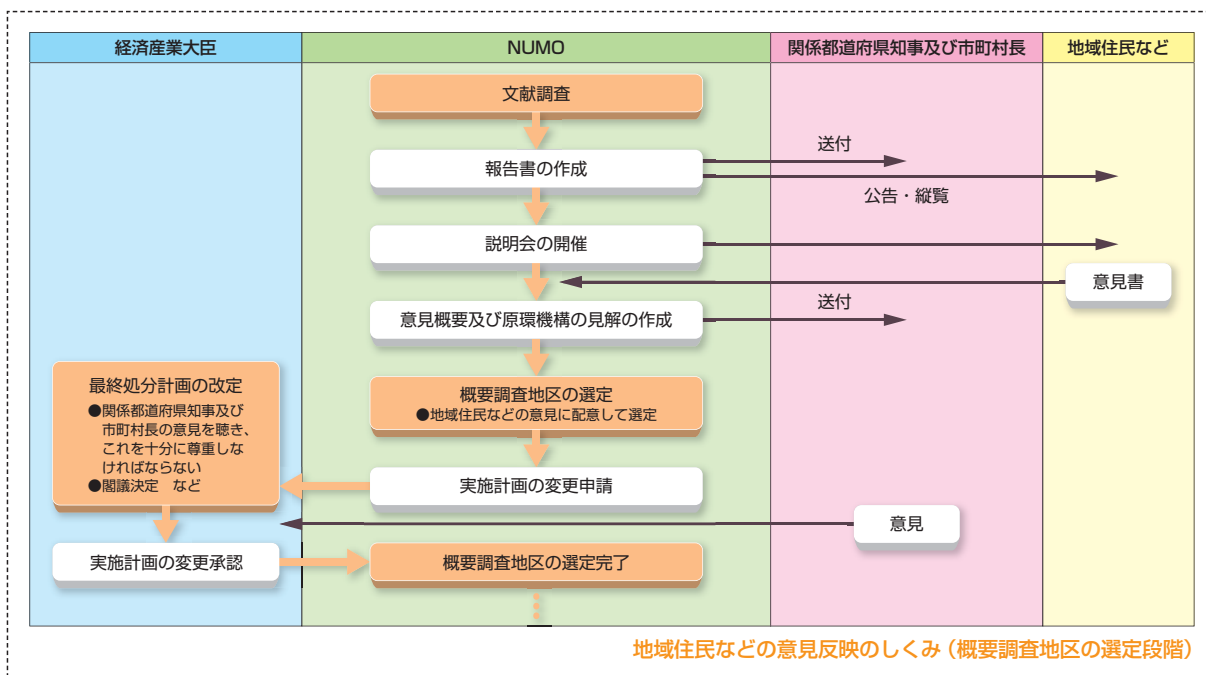 経済産業大臣
NUMO
関係都道府県知事及び市町村長
地域住民など
文献調査
報告書の作成
送付
公告・縦覧
説明会の開催
意見書
意見概要及び原環機構の見解の作成
送付
最終処分計画の改定
●関係都道府県知事及び
市町村長の意見を聴き、
これを十分に尊重しな
ければならない
●閣議決定　など
概要調査地区の選定
●地域住民などの意見に配意して選定
実施計画の変更申請
意見
実施計画の変更承認
概要調査地区の選定完了
地域住民などの意見反映のしくみ（概要調査地区の選定段階）